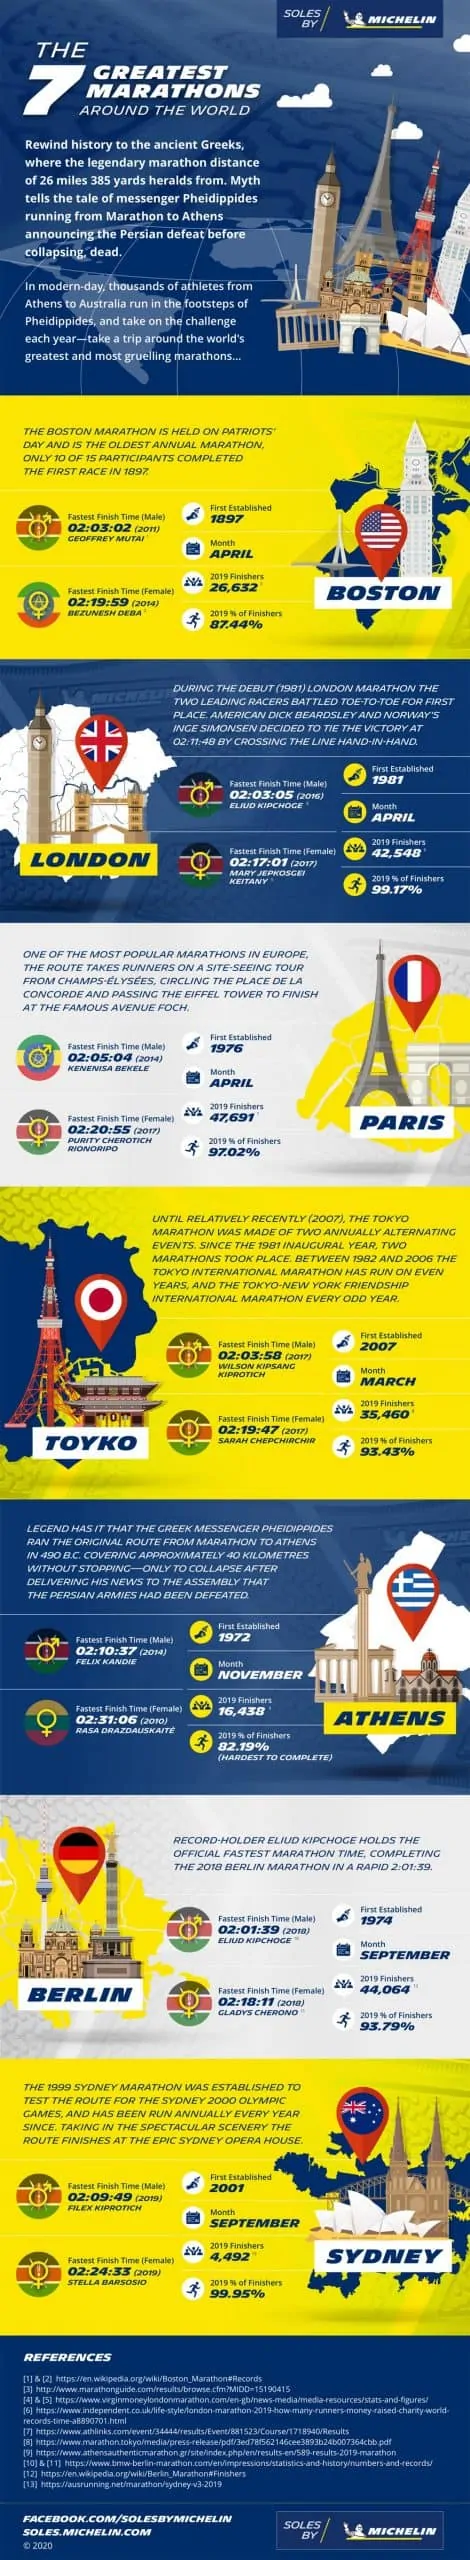 SOLES
BY
MICHELIN
THE
7 GREATEST
MARATHONS
AROUND THE WORLD
Rewind history to the ancient Greeks,
where the legendary marathon distance
of 26 miles 385 yards heralds from. Myth
tells the tale of messenger Pheidippides
running from Marathon to Athens
announcing the Persian defeat before
collapsing, dead.
In modern-day, thousands of athletes from
Athens to Australia run in the footsteps of
Pheidippides, and take on the challenge
each year—take a trip around the world's
greatest and most gruelling marathons...
THE BOSTON MARATHON IS HELD ON PATRIOTS'
DAY AND IS THE OLDEST ANNUAL MARATHON,
ONLY 10 OF 15 PARTICIPANTS COMPLETED
THE FIRST RACE IN 1897.
Fastest Finish Time (Male)
02:03:02 (2011)
GEOFFREY MUTAI
Fastest Finish Time (Female)
02:19:59 (2014)
BEZUNESH DEBA
First Established
1897
Month
APRIL
2019 Finishers
26,632
2019 % of Finishers
87.44%
BOSTON
DURING THE DEBUT (1981) LONDON MARATHON THE
TWO LEADING RACERS BATTLED TOE-TO-TOE FOR FIRST
PLACE. AMERICAN DICK BEARDSLEY AND NORWAY'S
INGE SIMONSEN DECIDED TO TIE THE VICTORY AT
02:11:48 BY CROSSING THE LINE HAND-IN-HAND.
LONDON
Fastest Finish Time (Male)
02:03:05 (2016)
ELIUD KIPCHOGE
Fastest Finish Time (Female)
02:17:01 (2017)
MARY JEPKOSGEI
KEITANY
First Established
1981
Month
APRIL
2019 Finishers
42,548
2019 % of Finishers
99.17%
ONE OF THE MOST POPULAR MARATHONS IN EUROPE,
THE ROUTE TAKES RUNNERS ON A SITE-SEEING TOUR
FROM CHAMPS-ÉLYSÉES, CIRCLING THE PLACE DE LA
CONCORDE AND PASSING THE EIFFEL TOWER TO FINISH
AT THE FAMOUS AVENUE FOCH.
Fastest Finish Time (Male)
02:05:04 (2014)
KENENISA BEKELE
Fastest Finish Time (Female)
02:20:55 (2017)
PURITY CHEROTICH
RIONORIPO
First Established
1976
Month
APRIL
2019 Finishers
47,691
2019 % of Finishers
97.02%
PARIS
UNTIL RELATIVELY RECENTLY (2007), THE TOKYO
MARATHON WAS MADE OF TWO ANNUALLY ALTERNATING
EVENTS. SINCE THE 1981 INAUGURAL YEAR, TWO
MARATHONS TOOK PLACE. BETWEEN 1982 AND 2006 THE
TOKYO INTERNATIONAL MARATHON HAS RUN ON EVEN
YEARS, AND THE TOKYO-NEW YORK FRIENDSHIP
INTERNATIONAL MARATHON EVERY ODD YEAR.
TOYKO
Fastest Finish Time (Male)
02:03:58 (2017)
WILSON KIPSANG
KIPROTICH
Fastest Finish Time (Female)
02:19:47 (2017)
SARAH CHEPCHIRCHIR
First Established
2007
Month
MARCH
2019 Finishers
35,460
2019 % of Finishers
93.43%
LEGEND HAS IT THAT THE GREEK MESSENGER PHEIDIPPIDES
RAN THE ORIGINAL ROUTE FROM MARATHON TO ATHENS
IN 490 B.C. COVERING APPROXIMATELY 40 KILOMETRES
WITHOUT STOPPING—ONLY TO COLLAPSE AFTER
DELIVERING HIS NEWS TO THE ASSEMBLY THAT
THE PERSIAN ARMIES HAD BEEN DEFEATED.
Fastest Finish Time (Male)
02:10:37 (2014)
FELIX KANDIE
Fastest Finish Time (Female)
02:31:06 (2010)
RASA DRAZDAUSKAITĖ
First Established
1972
Month
NOVEMBER
2019 Finishers
16,438
2019 % of Finishers
82.19%
(HARDEST TO COMPLETE)
ATHENS
RECORD-HOLDER ELIUD KIPCHOGE HOLDS THE
OFFICIAL FASTEST MARATHON TIME, COMPLETING
THE 2018 BERLIN MARATHON IN A RAPID 2:01:39.
BERLIN
Fastest Finish Time (Male)
02:01:39 (2018)
ELIUD KIPCHOGE
Fastest Finish Time (Female)
02:18:11 (2018)
GLADYS CHERONO
First Established
1974
Month
SEPTEMBER
2019 Finishers
44,064
2019 % of Finishers
93.79%
THE 1999 SYDNEY MARATHON WAS ESTABLISHED TO
TEST THE ROUTE FOR THE SYDNEY 2000 OLYMPIC
GAMES, AND HAS BEEN RUN ANNUALLY EVERY YEAR
SINCE. TAKING IN THE SPECTACULAR SCENERY THE
ROUTE FINISHES AT THE EPIC SYDNEY OPERA HOUSE.
Fastest Finish Time (Male)
02:09:49 (2019)
FILEX KIPROTICH
Fastest Finish Time (Female)
02:24:33 (2019)
STELLA BARSOSIO
First Established
2001
Month
SEPTEMBER
2019 Finishers
4,492
2019 % of Finishers
99.95%
SYDNEY
REFERENCES
[1] & [2] https://en.wikipedia.org/wiki/Boston_Marathon#Records
[3] http://www.marathonguide.com/results/browse.cfm?MIDD=15190415
[4] & [5] https://www.virginmoneylondonmarathon.com/en-gb/news-media/media-resources/stats-and-figures/
[6] https://www.independent.co.uk/life-style/london-marathon-2019-how-many-runners-money-raised-charity-world-
records-time-a8890701.html
[7] https://www.athlinks.com/event/34444/results/Event/881523/Course/1718940/Results
[8] https://www.marathon.tokyo/media/press-release/pdf/3ed78f562146cee3893b24b007364cbb.pdf
[9] https://www.athensauthenticmarathon.gr/site/index.php/en/results-en/589-results-2019-marathon
[10] & [11] https://www.bmw-berlin-marathon.com/en/impressions/statistics-and-history/numbers-and-records/
[12] https://en.wikipedia.org/wiki/Berlin_Marathon#Finishers
[13] https://ausrunning.net/marathon/sydney-v3-2019
FACEBOOK.COM/SOLESBYMICHELIN
SOLES.MICHELIN.COM
© 2020
SOLES
BY
MICHELIN